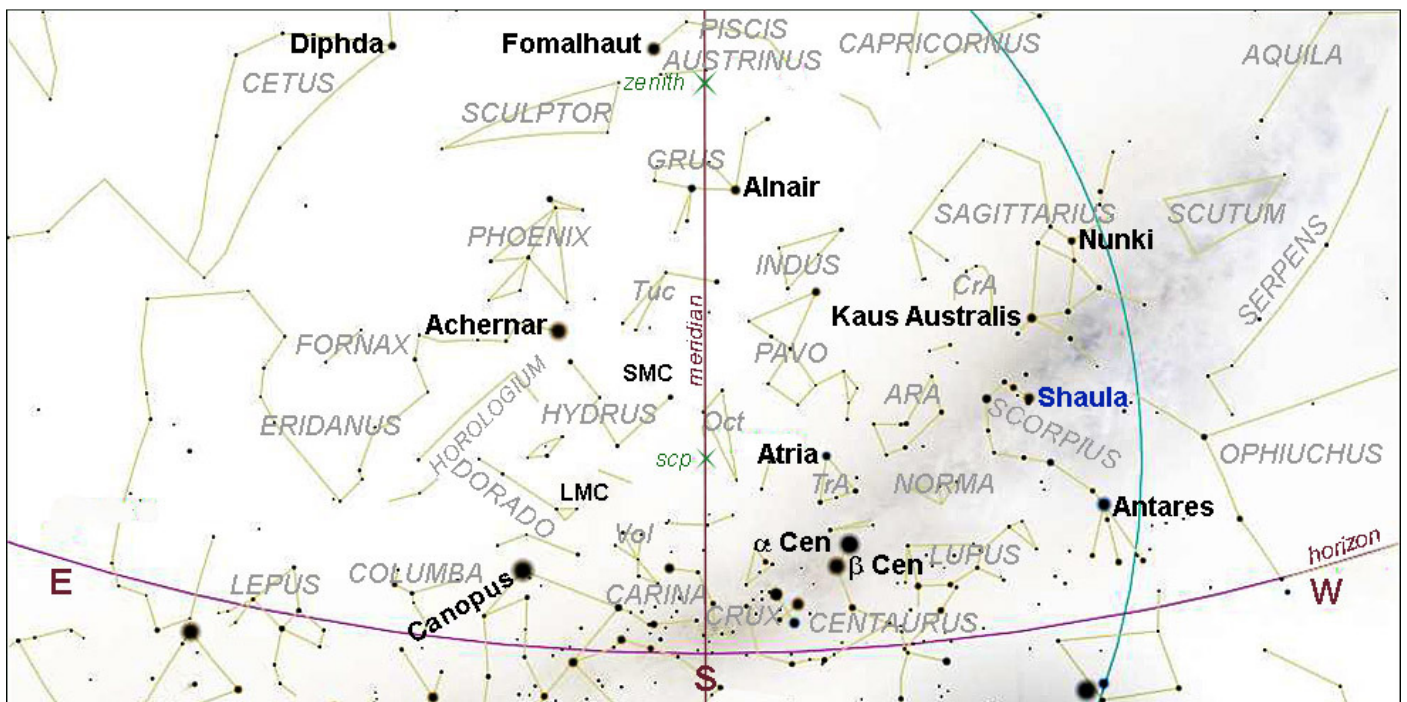 PISCIS
AUSTRINUS
Diphda
Fomalhaut
CAPRICORNUS
AQUILA
CETUS
zenith
SCULPTOR
GRUS
Alnair
SAGITTARIUS
SCUTUM
PHOENIX
Nunki
INDUS
SERPENS
Tuc
CrA
meridian
Achernar
Kaus Australis
FORNAX
PAVO
SMC
ARA
Shaula
HOROLOGIUM
HYDRUS
Oct
SCORPIUS
ERIDANUS
scp
Atria
OPHIUCHUS
DORADO
LMC
TrA
NORMA
Antares
Vol
α Cen
β Cen
LUPUS
horizon
E
LEPUS
COLUMBA
Canopus
CARINA
CRUX
CENTAURUS
W
S